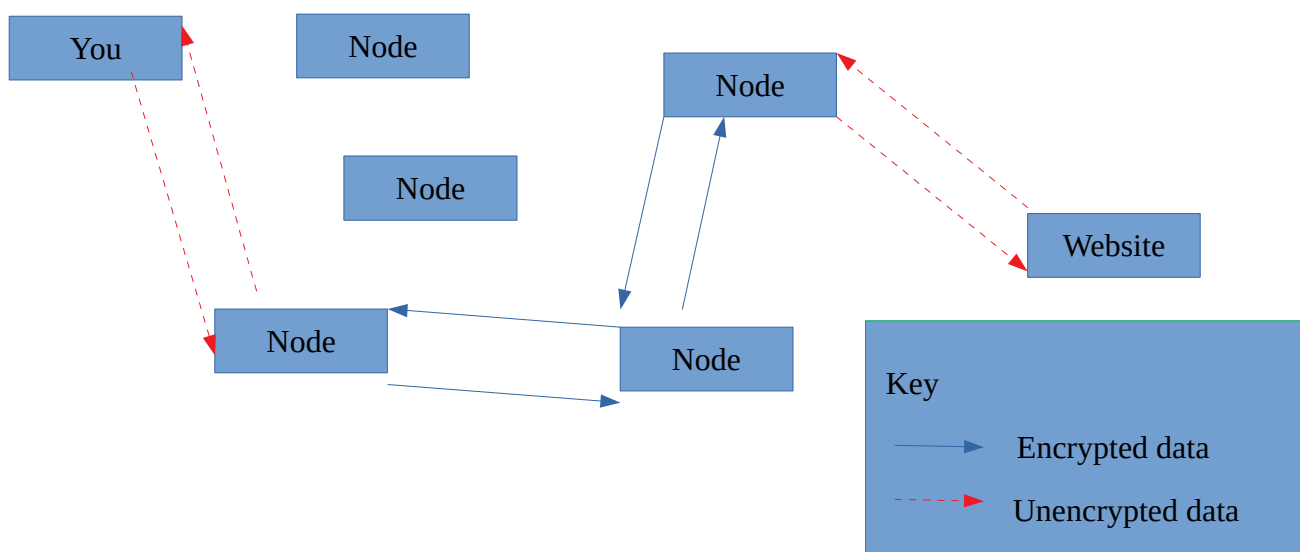 You
Node
Node
Node
Website
Node
Node
Key
Encrypted data
Unencrypted data